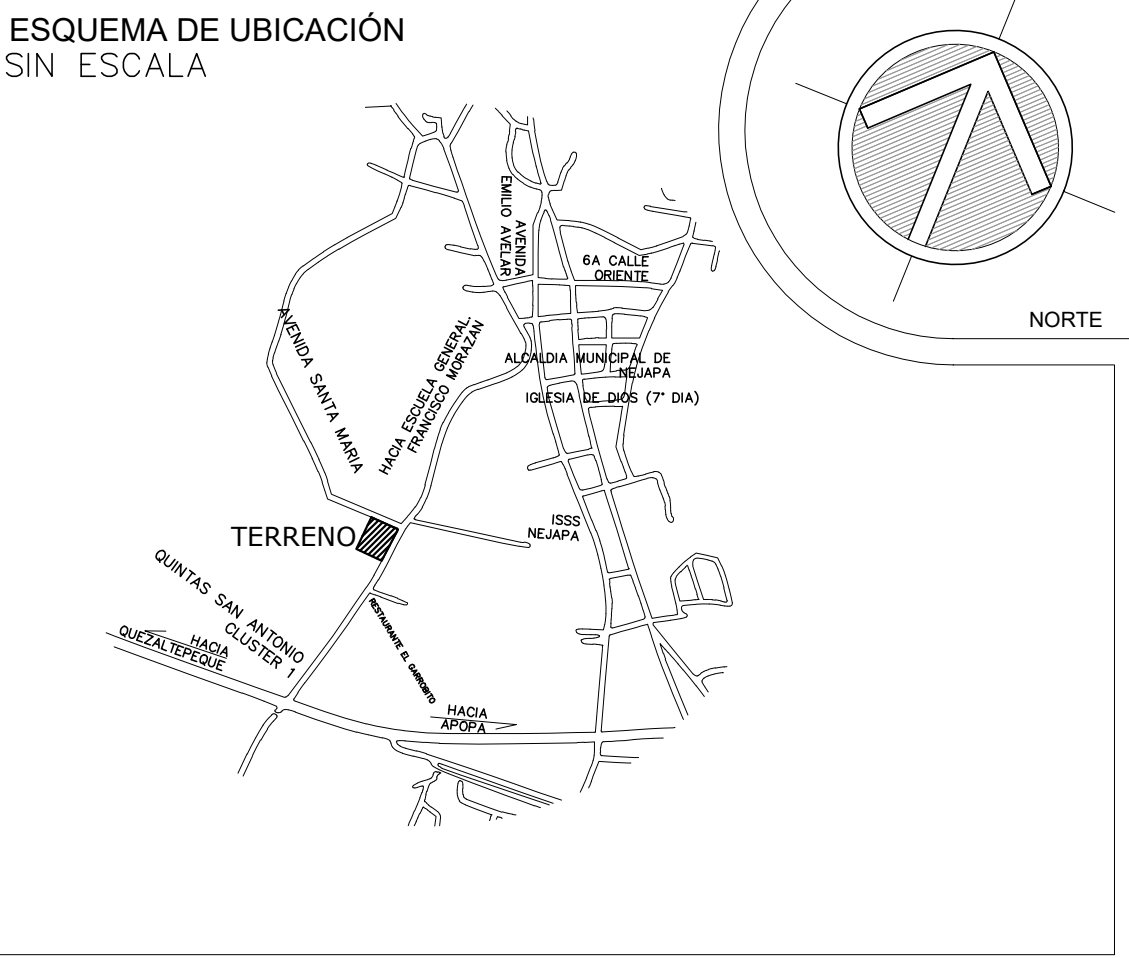 ESQUEMA DE UBICACIÓN
SIN ESCALA
NORTE
AVENIDA
EMILIO AVELAR
6A CALLE
ORIENTE
AVENIDA SANTA MARIA
HACIA ESCUELA GENERAL.
FRANCISCO MORAZAN
ALCALDIA MUNICIPAL DE
NEJAPA
IGLESIA DE DIOS (7° DIA)
ISSS
NEJAPA
TERRENO
QUINTAS SAN ANTONIO
CLUSTER 1
HACIA
QUEZALTEPEQUE
RESTAURANTE EL GARROBITO
HACIA
APOPA